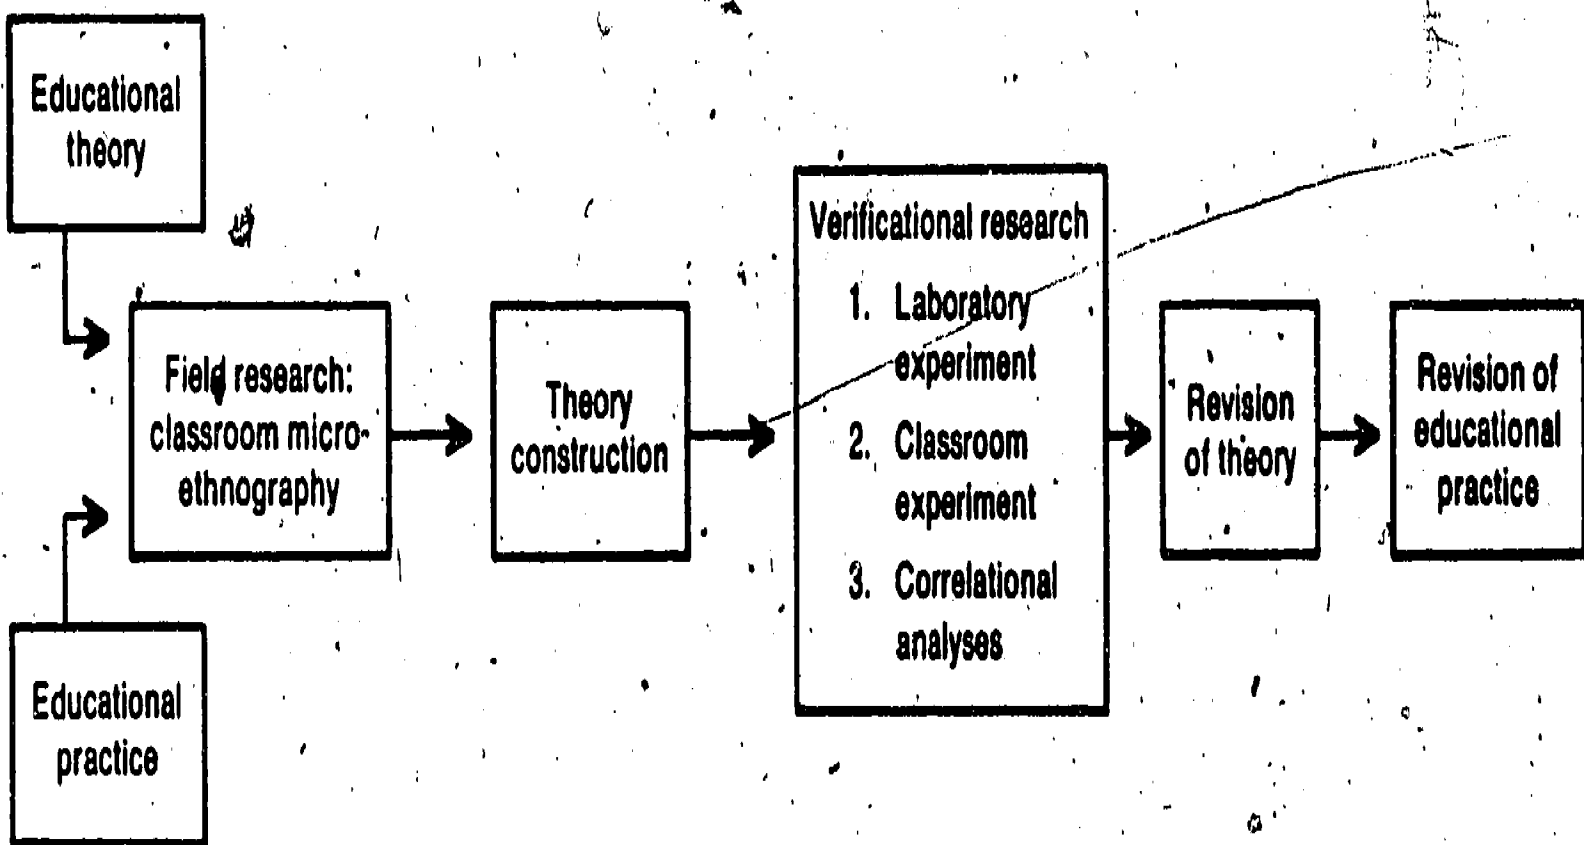 Educational
theory
Educational
practice
Field research:
classroom micro-
ethnography
Theory
construction
Verificational research
1. Laboratory
experiment
2. Classroom
experiment
3. Correlational
analyses
Revision
of theory
Revision of
educational
practice